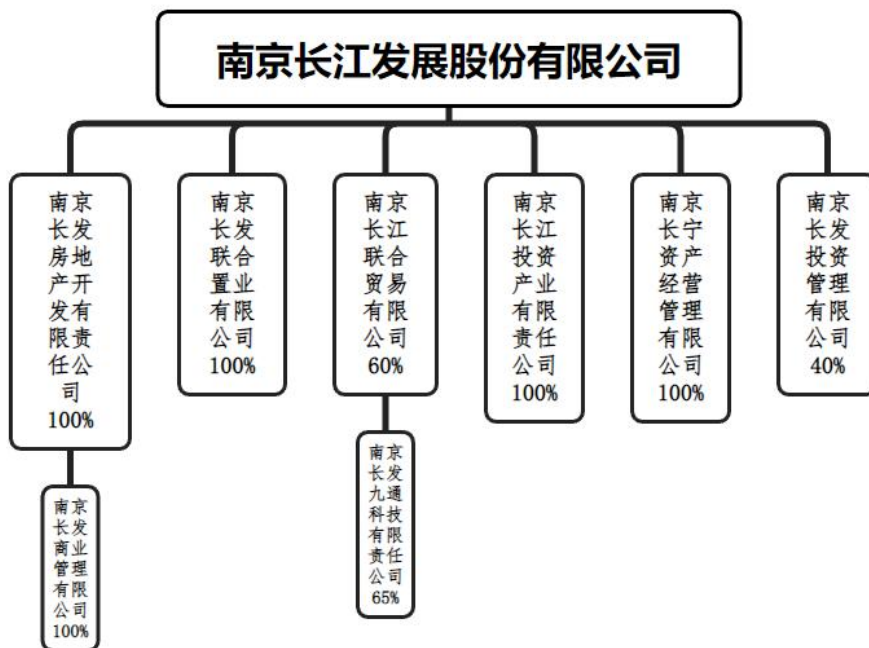 南京长江发展股份有限公司
南京
长发
房地
产开
发有
限责
任公
司
100%
南京
长发
联合
置业
有限
公司
100%
南京
长江
联合
贸易
有限
公司
60%
南京
长江
投资
产业
有限
责任
公司
100%
南京
长宁
资产
经营
管理
有限
公司
100%
南京
长发
投资
管理
有限
公司
40%
南京
长发
商业
管理
有限
公司
100%
南京
长发
九通
科技
有限
责任
公司
65%